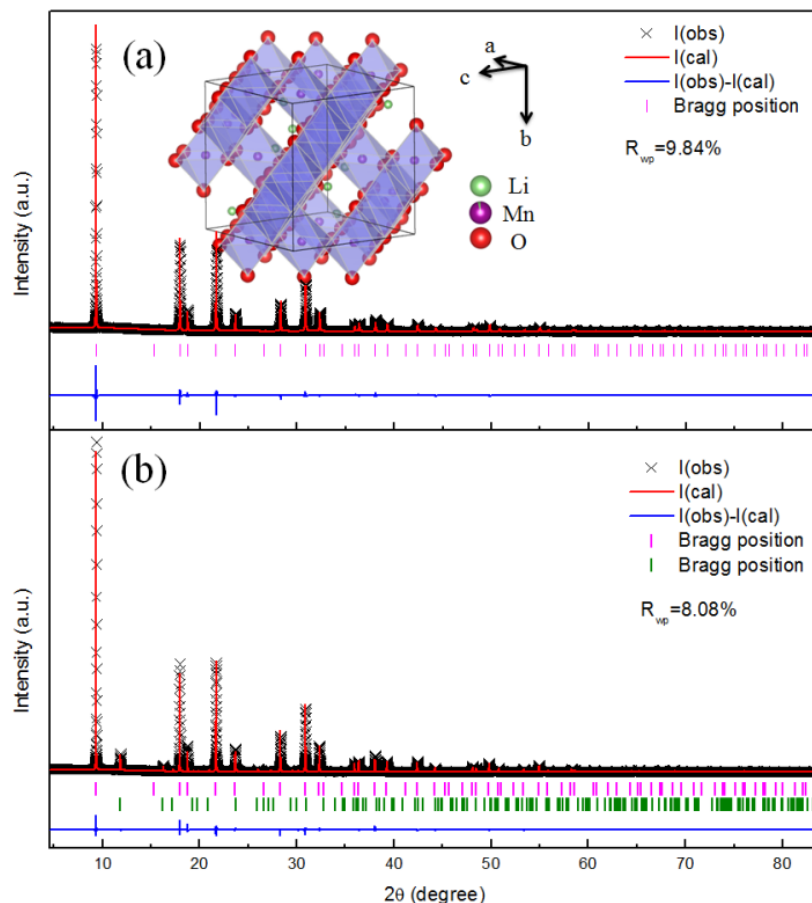 (a)
a
c
b
Li
Mn
O
I(obs)
I(cal)
I(obs)-I(cal)
Bragg position
Rwp=9.84%
Intensity (a.u.)
(b)
I(obs)
I(cal)
I(obs)-I(cal)
Bragg position
Bragg position
Rwp=8.08%
Intensity (a.u.)
10 20 30 40 50 60 70 80
2θ (degree)